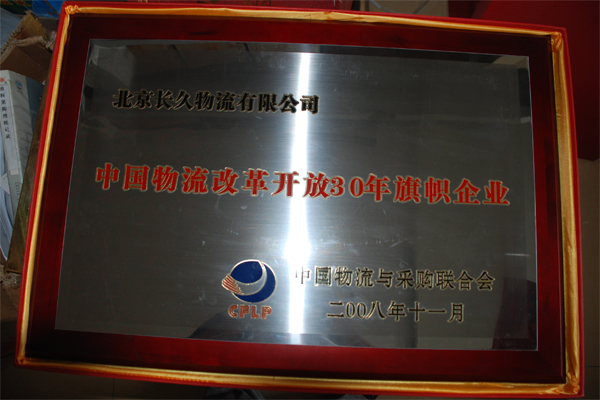 北京长久物流有限公司
中国物流改革开放30年旗帜企业
中国物流与采购联合会
CFLP
二〇〇八年十一月